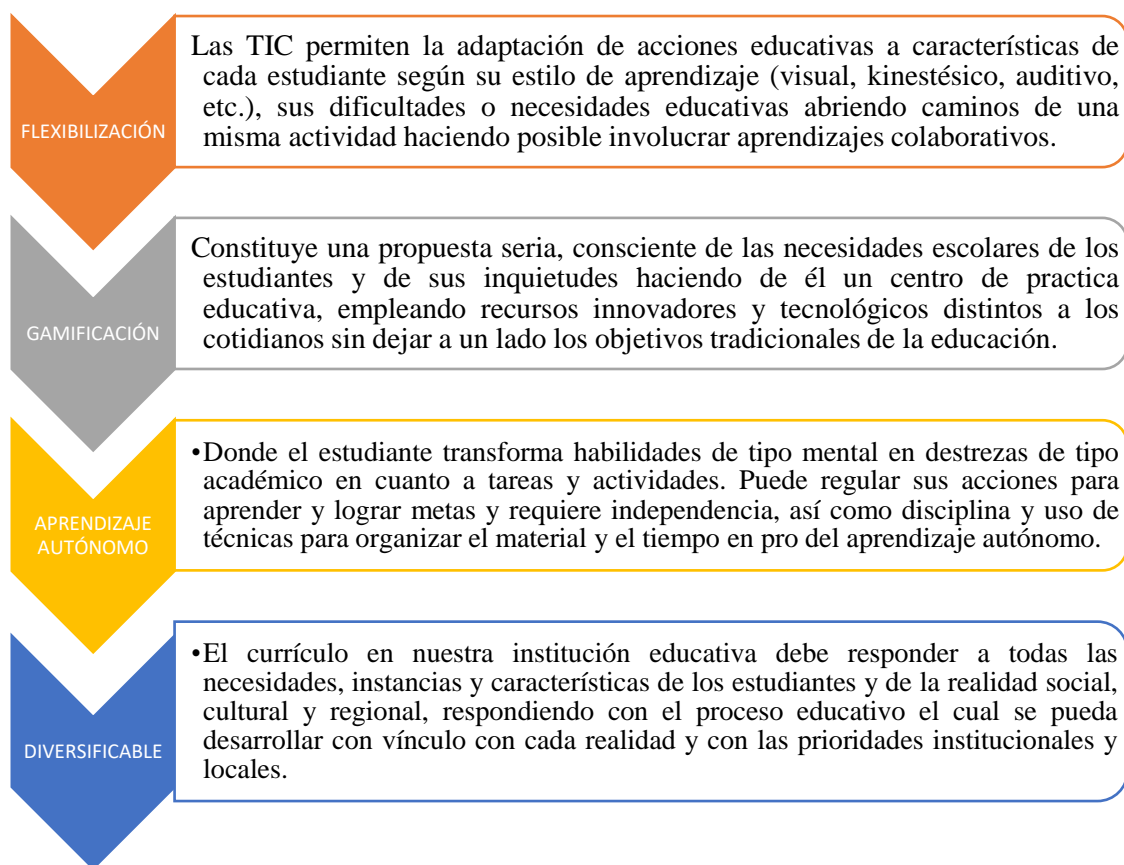 FLEXIBILIZACIÓN
Las TIC permiten la adaptación de acciones educativas a características de
cada estudiante según su estilo de aprendizaje (visual, kinestésico, auditivo,
etc.), sus dificultades o necesidades educativas abriendo caminos de una
misma actividad haciendo posible involucrar aprendizajes colaborativos.
GAMIFICACIÓN
Constituye una propuesta seria, consciente de las necesidades escolares de los
estudiantes y de sus inquietudes haciendo de él un centro de practica
educativa, empleando recursos innovadores y tecnológicos distintos a los
cotidianos sin dejar a un lado los objetivos tradicionales de la educación.
APRENDIZAJE
AUTÓNOMO
•Donde el estudiante transforma habilidades de tipo mental en destrezas de tipo
académico en cuanto a tareas y actividades. Puede regular sus acciones para
aprender y lograr metas y requiere independencia, así como disciplina y uso de
técnicas para organizar el material y el tiempo en pro del aprendizaje autónomo.
DIVERSIFICABLE
•El currículo en nuestra institución educativa debe responder a todas las
necesidades, instancias y características de los estudiantes y de la realidad social,
cultural y regional, respondiendo con el proceso educativo el cual se pueda
desarrollar con vínculo con cada realidad y con las prioridades institucionales y
locales.